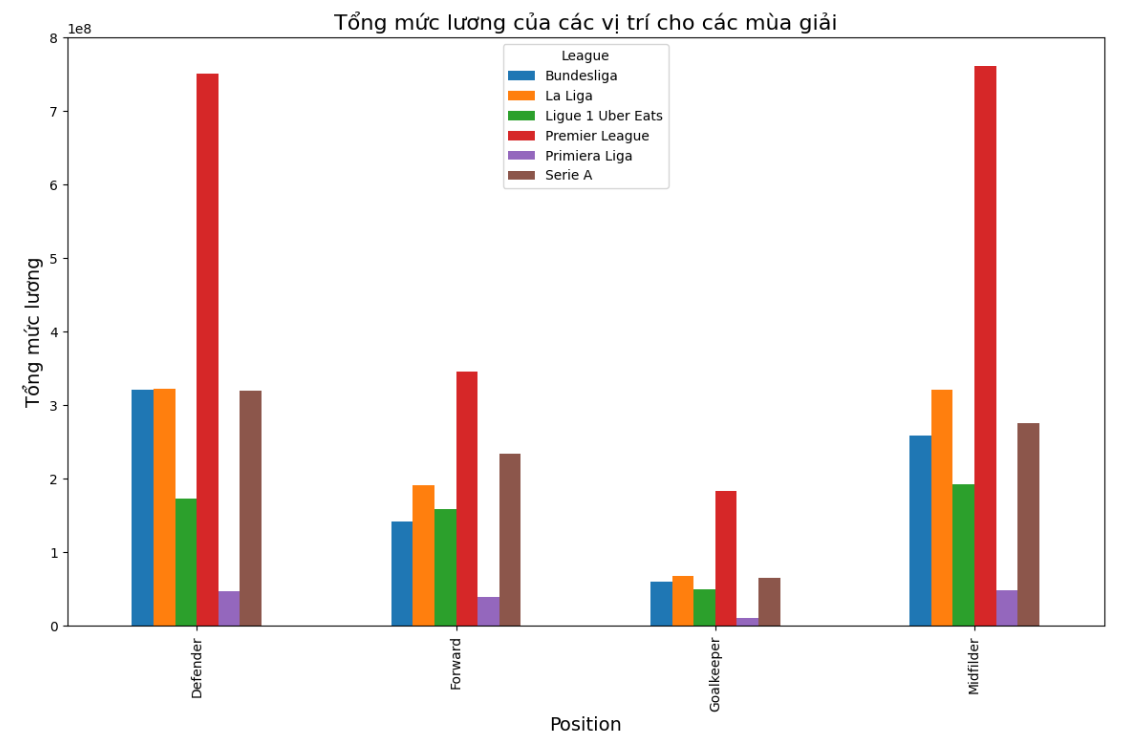 Tổng mức lương của các vị trí cho các mùa giải
1e8
8
7
6
5
4
3
2
1
0
Tổng mức lương
League
Bundesliga
La Liga
Ligue 1 Uber Eats
Premier League
Primiera Liga
Serie A
Defender
Forward
Goalkeeper
Midfilder
Position